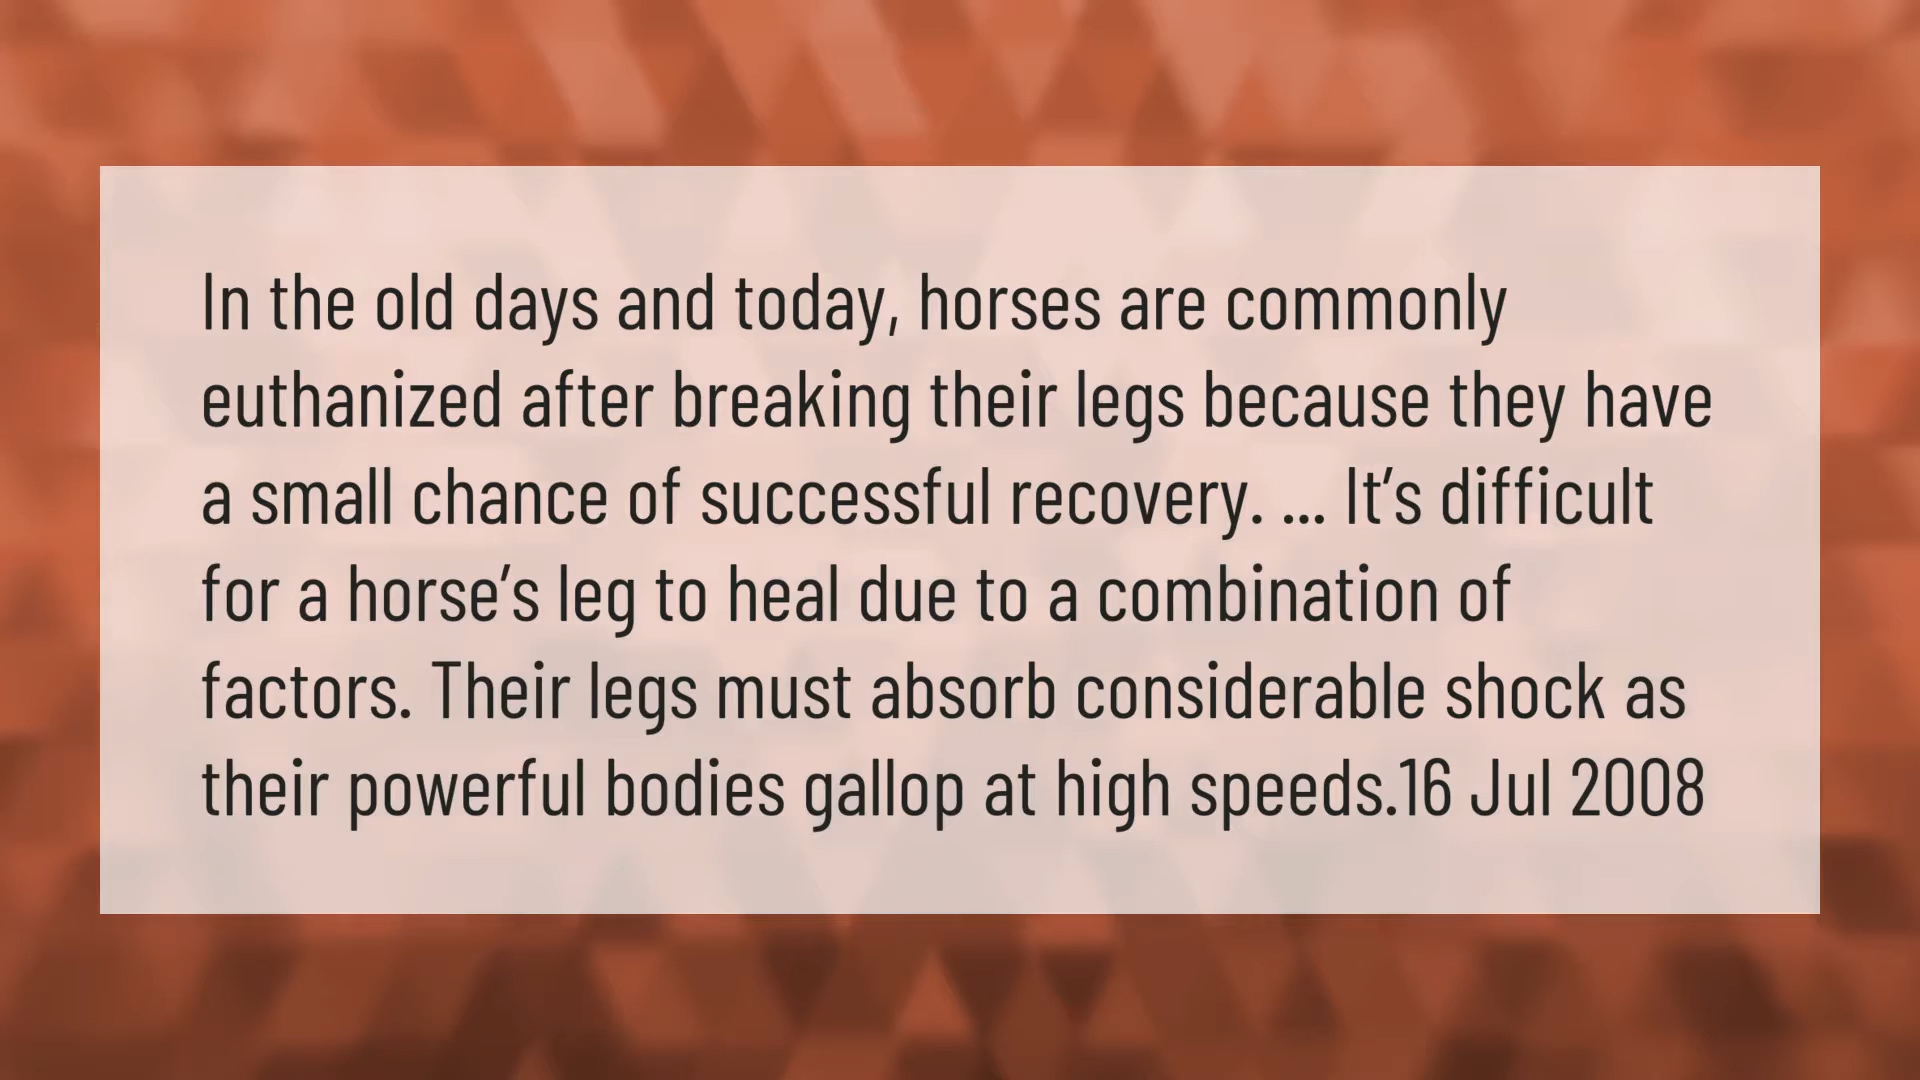 In the old days and today, horses are commonly
euthanized after breaking their legs because they have
a small chance of successful recovery. ... It’s difficult
for a horse’s leg to heal due to a combination of
factors. Their legs must absorb considerable shock as
their powerful bodies gallop at high speeds.16 Jul 2008